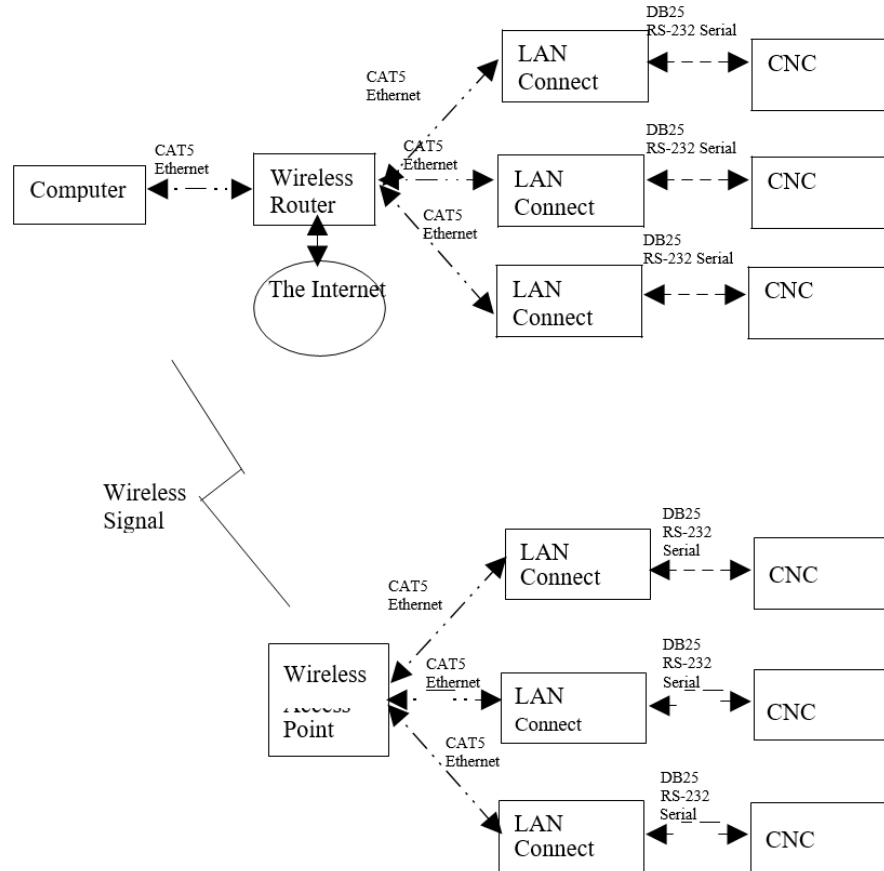 DB25
RS-232 Serial
LAN
Connect
CNC
CAT5
Ethernet
DB25
RS-232 Serial
CAT5
Ethernet
CAT5
Ethernet
Computer
Wireless
Router
LAN
Connect
CNC
CAT5
Ethernet
DB25
RS-232 Serial
The Internet
LAN
Connect
CNC
Wireless
Signal
DB25
RS-232
Serial
LAN
Connect
CNC
CAT5
Ethernet
DB25
RS-232
Serial
Wireless
Access
Point
CAT5
Ethernet
LAN
Connect
CNC
CAT5
Ethernet
DB25
RS-232
Serial
LAN
Connect
CNC